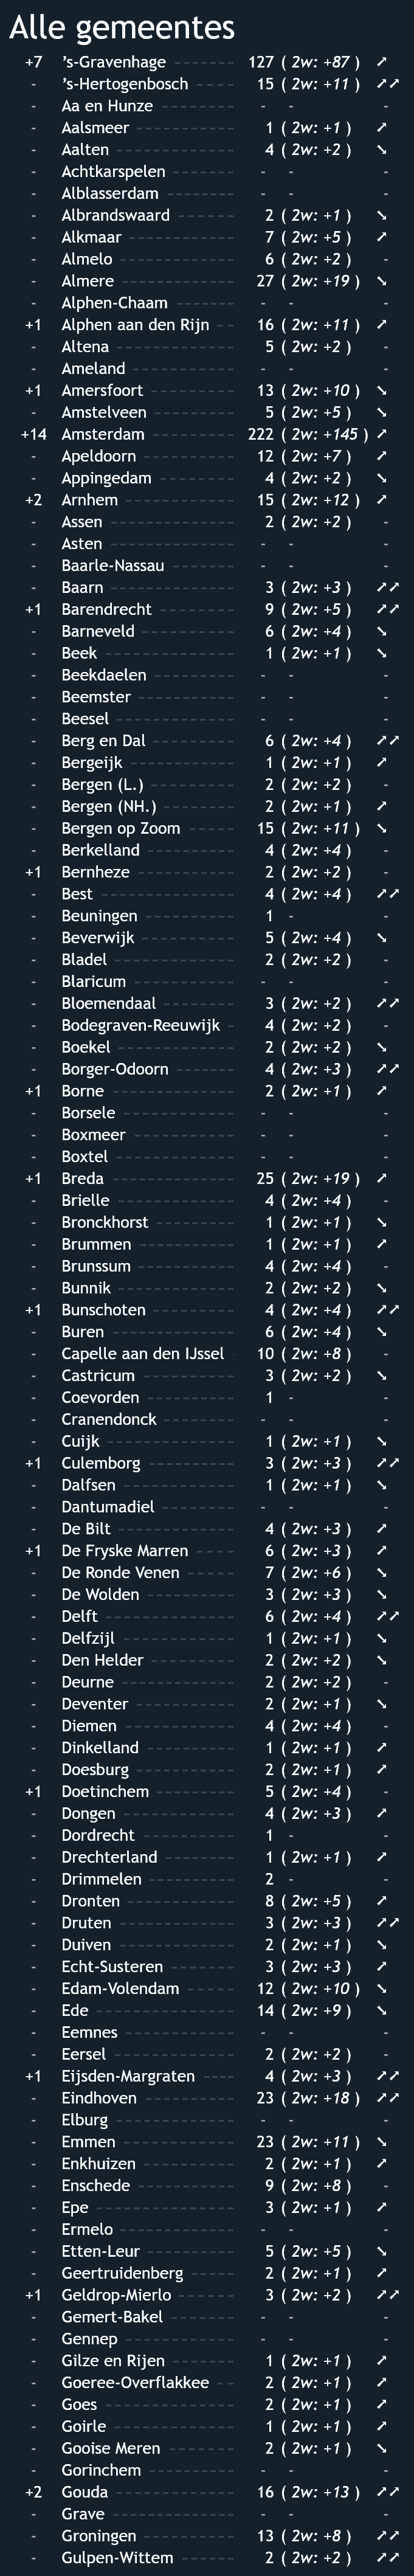 Alle gemeentes
+7 ’s-Gravenhage 127 ( 2w: +87 ) ➚
- ’s-Hertogenbosch 15 ( 2w: +11 ) ➚➚
- Aa en Hunze - - -
- Aalsmeer 1 ( 2w: +1 ) ➚
- Aalten 4 ( 2w: +2 ) ➘
- Achtkarspelen - - -
- Alblasserdam - - -
- Albrandswaard 2 ( 2w: +1 ) ➘
- Alkmaar 7 ( 2w: +5 ) ➚
- Almelo 6 ( 2w: +2 ) -
- Almere 27 ( 2w: +19 ) ➘
- Alphen-Chaam - - -
+1 Alphen aan den Rijn 16 ( 2w: +11 ) ➚
- Altena 5 ( 2w: +2 ) -
- Ameland - - -
+1 Amersfoort 13 ( 2w: +10 ) ➘
- Amstelveen 5 ( 2w: +5 ) ➘
+14 Amsterdam 222 ( 2w: +145 ) ➚
- Apeldoorn 12 ( 2w: +7 ) ➚
- Appingedam 4 ( 2w: +2 ) ➘
+2 Arnhem 15 ( 2w: +12 ) ➚
- Assen 2 ( 2w: +2 ) -
- Asten - - -
- Baarle-Nassau - - -
- Baarn 3 ( 2w: +3 ) ➚➚
+1 Barendrecht 9 ( 2w: +5 ) ➚➚
- Barneveld 6 ( 2w: +4 ) ➘
- Beek 1 ( 2w: +1 ) ➘
- Beekdaelen - - -
- Beemster - - -
- Beesel - - -
- Berg en Dal 6 ( 2w: +4 ) ➚➚
- Bergeijk 1 ( 2w: +1 ) ➚
- Bergen (L.) 2 ( 2w: +2 ) -
- Bergen (NH.) 2 ( 2w: +1 ) ➚
- Bergen op Zoom 15 ( 2w: +11 ) ➘
- Berkelland 4 ( 2w: +4 ) -
+1 Bernheze 2 ( 2w: +2 ) -
- Best 4 ( 2w: +4 ) ➚➚
- Beuningen 1 - -
- Beverwijk 5 ( 2w: +4 ) ➘
- Bladel 2 ( 2w: +2 ) -
- Blaricum - - -
- Bloemendaal 3 ( 2w: +2 ) ➚➚
- Bodegraven-Reeuwijk 4 ( 2w: +2 ) -
- Boekel 2 ( 2w: +2 ) ➘
- Borger-Odoorn 4 ( 2w: +3 ) ➚➚
+1 Borne 2 ( 2w: +1 ) ➚
- Borsele - - -
- Boxmeer - - -
- Boxtel - - -
+1 Breda 25 ( 2w: +19 ) ➚
- Brielle 4 ( 2w: +4 ) -
- Bronckhorst 1 ( 2w: +1 ) ➘
- Brummen 1 ( 2w: +1 ) ➚
- Brunssum 4 ( 2w: +4 ) -
- Bunnik 2 ( 2w: +2 ) ➘
+1 Bunschoten 4 ( 2w: +4 ) ➚➚
- Buren 6 ( 2w: +4 ) ➘
- Capelle aan den IJssel 10 ( 2w: +8 ) -
- Castricum 3 ( 2w: +2 ) ➘
- Coevorden 1 - -
- Cranendonck - - -
- Cuijk 1 ( 2w: +1 ) ➘
+1 Culemborg 3 ( 2w: +3 ) ➚➚
- Dalfsen 1 ( 2w: +1 ) ➘
- Dantumadiel - - -
- De Bilt 4 ( 2w: +3 ) ➚
+1 De Fryske Marren 6 ( 2w: +3 ) ➚
- De Ronde Venen 7 ( 2w: +6 ) ➘
- De Wolden 3 ( 2w: +3 ) ➘
- Delft 6 ( 2w: +4 ) ➚➚
- Delfzijl 1 ( 2w: +1 ) ➘
- Den Helder 2 ( 2w: +2 ) ➘
- Deurne 2 ( 2w: +2 ) -
- Deventer 2 ( 2w: +1 ) ➘
- Diemen 4 ( 2w: +4 ) -
- Dinkelland 1 ( 2w: +1 ) ➚
- Doesburg 2 ( 2w: +1 ) ➚
+1 Doetinchem 5 ( 2w: +4 ) -
- Dongen 4 ( 2w: +3 ) ➚
- Dordrecht 1 - -
- Drechterland 1 ( 2w: +1 ) ➚
- Drimmelen 2 - -
- Dronten 8 ( 2w: +5 ) ➚
- Druten 3 ( 2w: +3 ) ➚➚
- Duiven 2 ( 2w: +1 ) ➘
- Echt-Susteren 3 ( 2w: +3 ) ➚
- Edam-Volendam 12 ( 2w: +10 ) ➘
- Ede 14 ( 2w: +9 ) ➘
- Eemnes - - -
- Eersel 2 ( 2w: +2 ) -
+1 Eijsden-Margraten 4 ( 2w: +3 ) ➚➚
- Eindhoven 23 ( 2w: +18 ) ➚➚
- Elburg - - -
- Emmen 23 ( 2w: +11 ) ➘
- Enkhuizen 2 ( 2w: +1 ) ➚
- Enschede 9 ( 2w: +8 ) -
- Epe 3 ( 2w: +1 ) ➚
- Ermelo - - -
- Etten-Leur 5 ( 2w: +5 ) ➘
- Geertruidenberg 2 ( 2w: +1 ) ➚
+1 Geldrop-Mierlo 3 ( 2w: +2 ) ➚➚
- Gemert-Bakel - - -
- Gennep - - -
- Gilze en Rijen 1 ( 2w: +1 ) ➚
- Goeree-Overflakkee 2 ( 2w: +1 ) ➚
- Goes 2 ( 2w: +1 ) ➚
- Goirle 1 ( 2w: +1 ) ➚
- Gooise Meren 2 ( 2w: +1 ) ➘
- Gorinchem - - -
+2 Gouda 16 ( 2w: +13 ) ➚➚
- Grave - - -
- Groningen 13 ( 2w: +8 ) ➚➚
- Gulpen-Wittem 2 ( 2w: +2 ) ➚➚